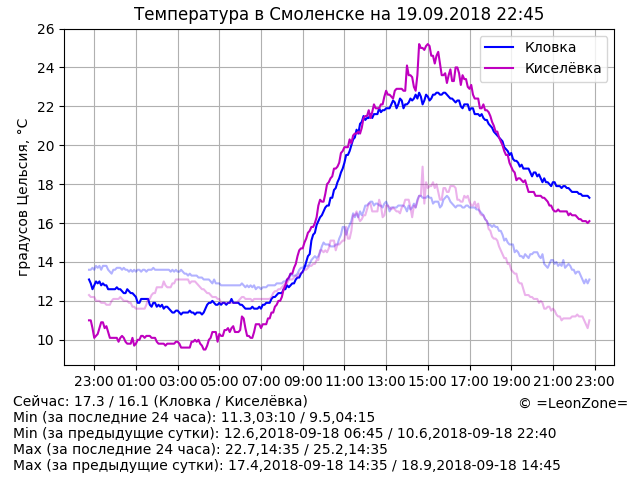 Температура в Смоленске на 19.09.2018 22:45
26
24
22
20
18
16
14
12
10
градусов Цельсия, °C
Кловка
Киселёвка
23:00 01:00 03:00 05:00 07:00 09:00 11:00 13:00 15:00 17:00 19:00 21:00 23:00
Сейчас: 17.3 / 16.1 (Кловка / Киселёвка)
© =LeonZone=
Min (за последние 24 часа): 11.3,03:10 / 9.5,04:15
Min (за предыдущие сутки): 12.6,2018-09-18 06:45 / 10.6,2018-09-18 22:40
Max (за последние 24 часа): 22.7,14:35 / 25.2,14:35
Max (за предыдущие сутки): 17.4,2018-09-18 14:35 / 18.9,2018-09-18 14:45